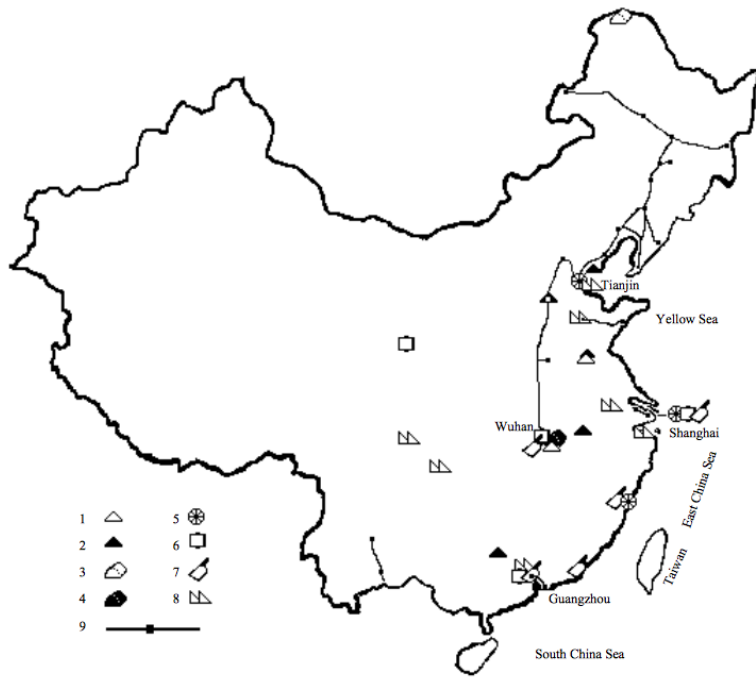 Tianjin
Yellow Sea
Wuhan
Shanghai
East China Sea
Taiwan
1 5
2 6
3 7
4 8
9
Guangzhou
South China Sea